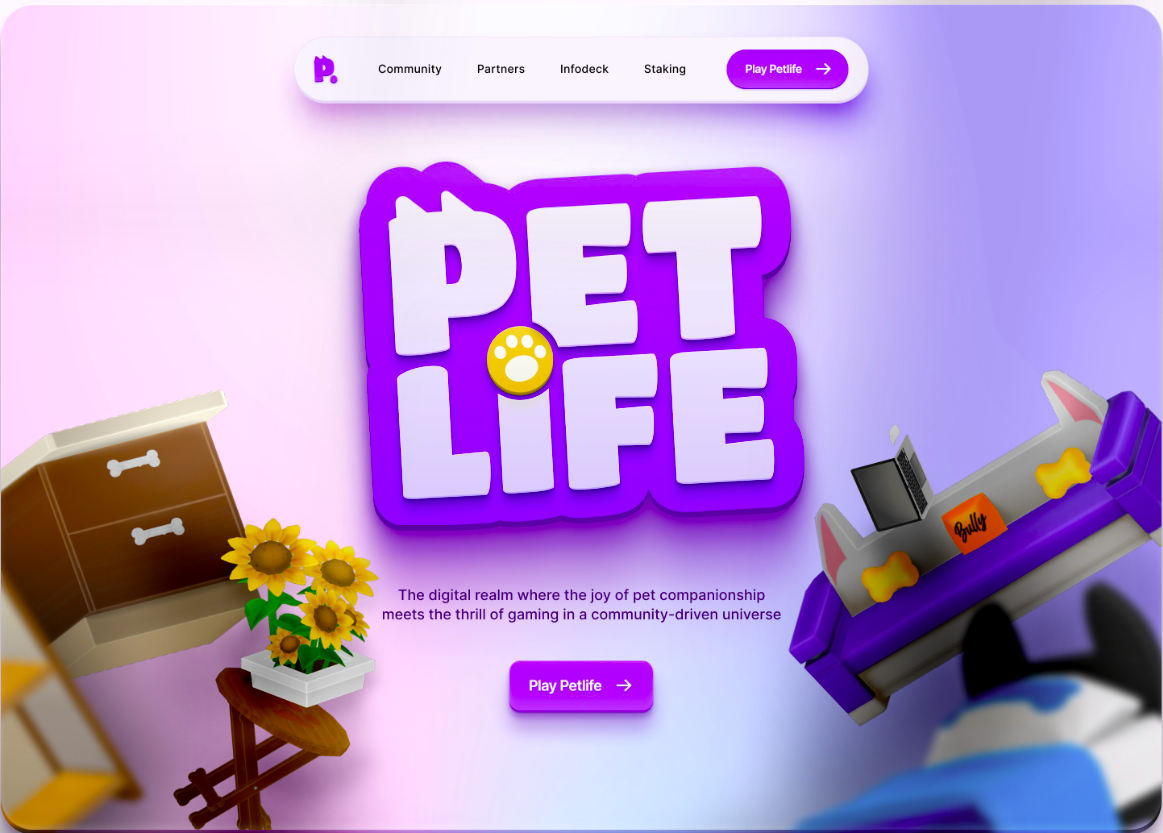 P.
Community
Partners
Infodeck
Staking
Play Petlife →
PET
LiFE
Bully
The digital realm where the joy of pet companionship
meets the thrill of gaming in a community-driven universe
Play Petlife →